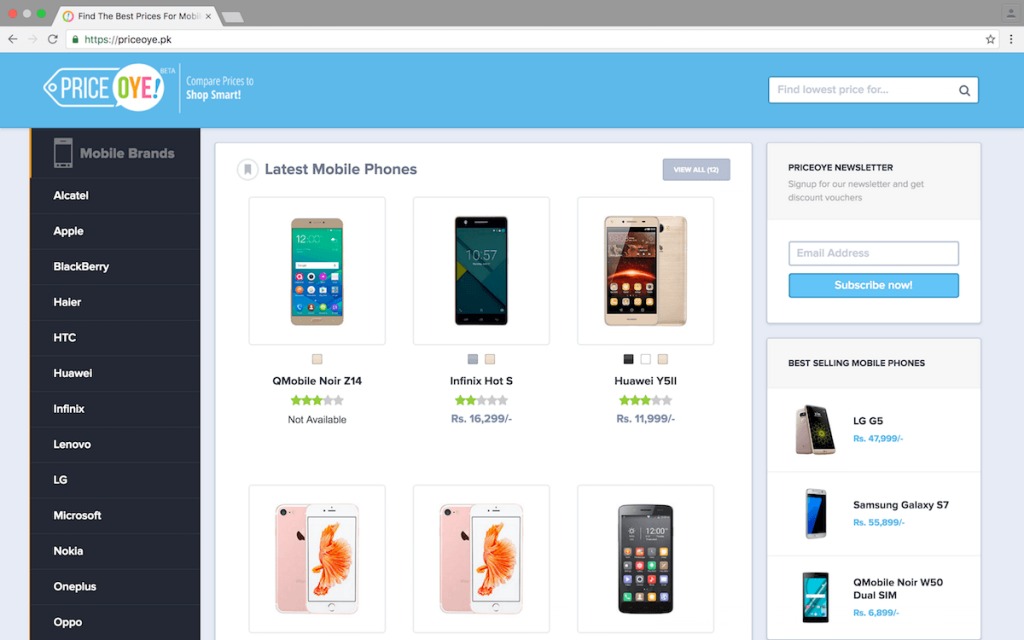 Find The Best Prices For Mobil
https://priceoye.pk
PRICE OYE!
BETA
Compare Prices to
Shop Smart!
Find lowest price for...
Mobile Brands
Alcatel
Apple
BlackBerry
Haier
HTC
Huawei
Infinix
Lenovo
LG
Microsoft
Nokia
Oneplus
Oppo
Latest Mobile Phones
VIEW ALL (12)
12:00
10:57
QMobile Noir Z14
Not Available
Infinix Hot S
Rs. 16,299/-
Huawei Y5II
Rs. 11,999/-
12:00
PRICEOYE NEWSLETTER
Signup for our newsletter and get
discount vouchers
Email Address
Subscribe now!
BEST SELLING MOBILE PHONES
LG G5
Rs. 47,999/-
Samsung Galaxy S7
Rs. 55,899/-
QMobile Noir W50
Dual SIM
Rs. 6,899/-